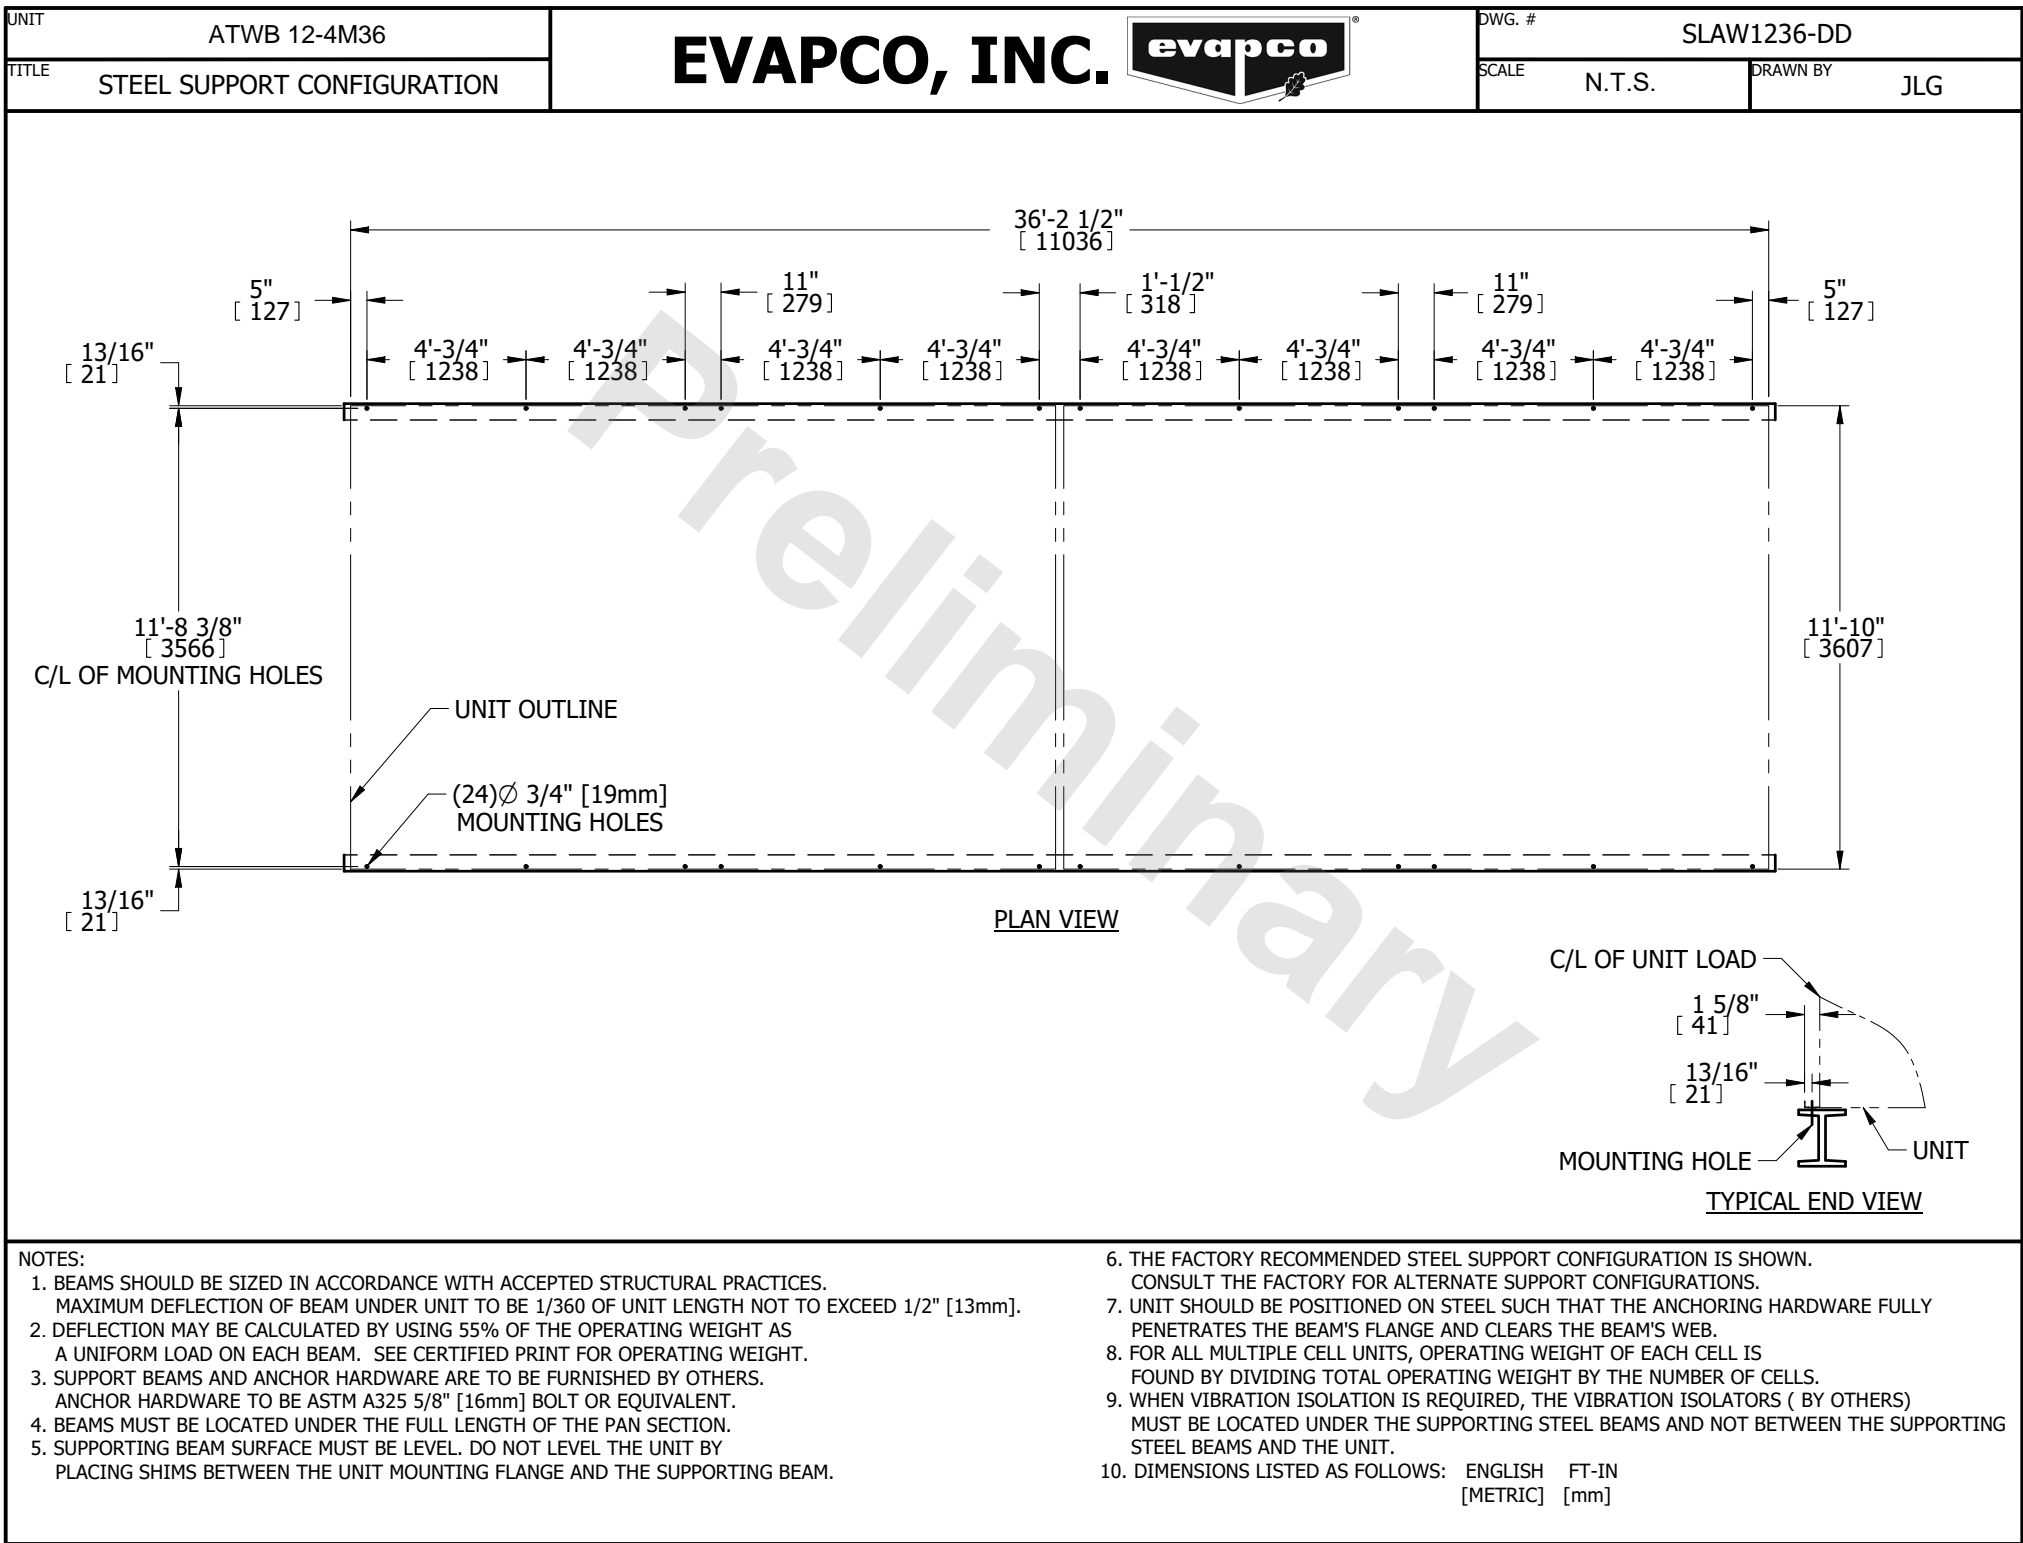 UNIT
ATWB 12-4M36
TITLE
STEEL SUPPORT CONFIGURATION
EVAPCO, INC.
evapco
®
DWG. #
SLAW1236-DD
SCALE
N.T.S.
DRAWN BY
JLG
36'-2 1/2"
[ 11036 ]
5"
[ 127 ]
11"
[ 279 ]
1'-1/2"
[ 318 ]
11"
[ 279 ]
5"
[ 127 ]
13/16"
[ 21 ]
4'-3/4"
[ 1238 ]
4'-3/4"
[ 1238 ]
4'-3/4"
[ 1238 ]
4'-3/4"
[ 1238 ]
4'-3/4"
[ 1238 ]
4'-3/4"
[ 1238 ]
4'-3/4"
[ 1238 ]
4'-3/4"
[ 1238 ]
11'-8 3/8"
[ 3566 ]
C/L OF MOUNTING HOLES
11'-10"
[ 3607 ]
UNIT OUTLINE
(24)∅ 3/4" [19mm]
MOUNTING HOLES
13/16"
[ 21 ]
PLAN VIEW
Preliminary
C/L OF UNIT LOAD
1 5/8"
[ 41 ]
13/16"
[ 21 ]
MOUNTING HOLE
UNIT
TYPICAL END VIEW
NOTES:
1. BEAMS SHOULD BE SIZED IN ACCORDANCE WITH ACCEPTED STRUCTURAL PRACTICES.
MAXIMUM DEFLECTION OF BEAM UNDER UNIT TO BE 1/360 OF UNIT LENGTH NOT TO EXCEED 1/2" [13mm].
2. DEFLECTION MAY BE CALCULATED BY USING 55% OF THE OPERATING WEIGHT AS
A UNIFORM LOAD ON EACH BEAM. SEE CERTIFIED PRINT FOR OPERATING WEIGHT.
3. SUPPORT BEAMS AND ANCHOR HARDWARE ARE TO BE FURNISHED BY OTHERS.
ANCHOR HARDWARE TO BE ASTM A325 5/8" [16mm] BOLT OR EQUIVALENT.
4. BEAMS MUST BE LOCATED UNDER THE FULL LENGTH OF THE PAN SECTION.
5. SUPPORTING BEAM SURFACE MUST BE LEVEL. DO NOT LEVEL THE UNIT BY
PLACING SHIMS BETWEEN THE UNIT MOUNTING FLANGE AND THE SUPPORTING BEAM.
6. THE FACTORY RECOMMENDED STEEL SUPPORT CONFIGURATION IS SHOWN.
CONSULT THE FACTORY FOR ALTERNATE SUPPORT CONFIGURATIONS.
7. UNIT SHOULD BE POSITIONED ON STEEL SUCH THAT THE ANCHORING HARDWARE FULLY
PENETRATES THE BEAM'S FLANGE AND CLEARS THE BEAM'S WEB.
8. FOR ALL MULTIPLE CELL UNITS, OPERATING WEIGHT OF EACH CELL IS
FOUND BY DIVIDING TOTAL OPERATING WEIGHT BY THE NUMBER OF CELLS.
9. WHEN VIBRATION ISOLATION IS REQUIRED, THE VIBRATION ISOLATORS ( BY OTHERS)
MUST BE LOCATED UNDER THE SUPPORTING STEEL BEAMS AND NOT BETWEEN THE SUPPORTING
STEEL BEAMS AND THE UNIT.
10. DIMENSIONS LISTED AS FOLLOWS: ENGLISH FT-IN
[METRIC] [mm]